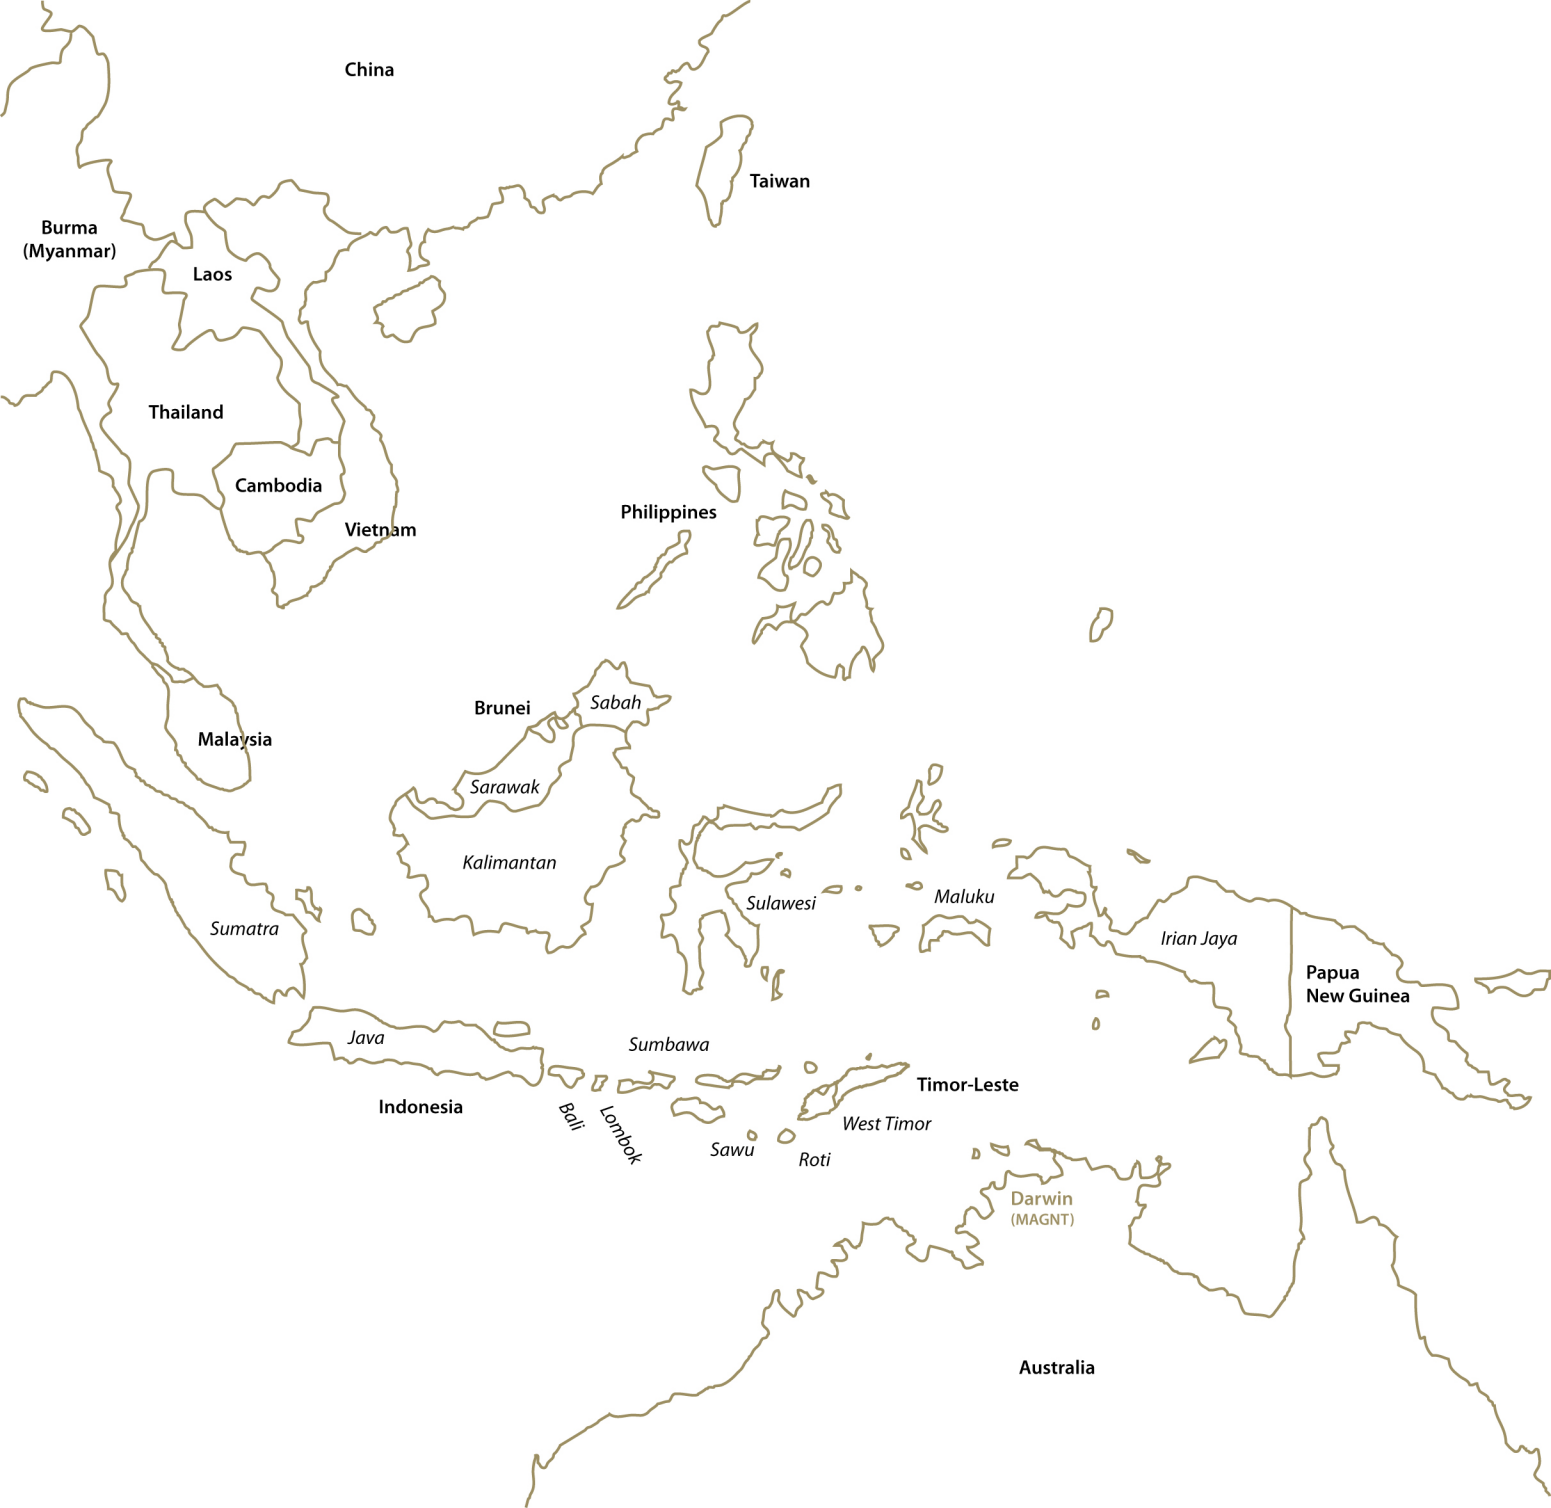 China
Taiwan
Burma
(Myanmar)
Laos
Thailand
Cambodia
Philippines
Vietnam
Sabah
Brunei
Malaysia
Sarawak
Kalimantan
Maluku
Sulawesi
Sumatra
Irian Jaya
Papua
New Guinea
Java
Sumbawa
Timor-Leste
Indonesia
Bali
Lombok
West Timor
Sawu
Roti
Darwin
(MAGNT)
Australia